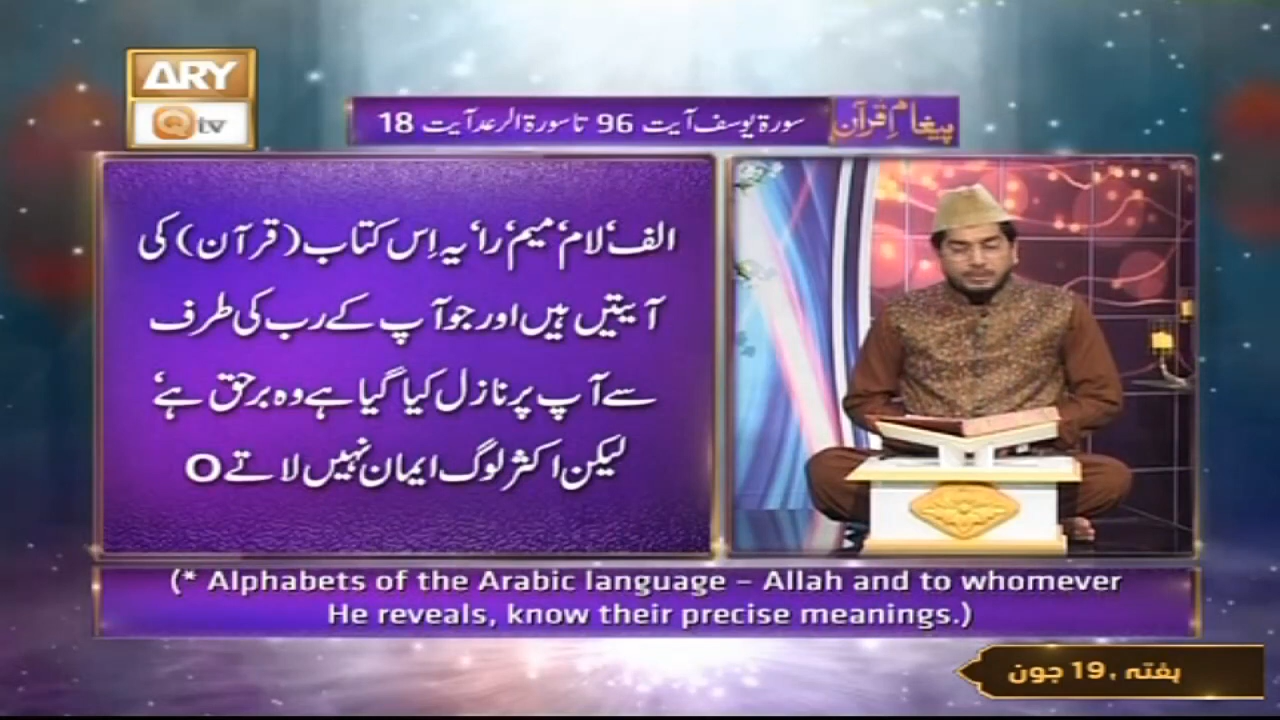 ARY
Qtv
پیغامِ قرآن
سورۃ یوسف آیت 96 تا سورۃ الرعد آیت 18
الف‘ لام‘ میم‘ را‘ یہ اِس کتاب (قرآن) کی
آیتیں ہیں اور جو آپ کے رب کی طرف
سے آپ پر نازل کیا گیا ہے وہ برحق ہے‘
لیکن اکثر لوگ ایمان نہیں لاتے O
(* Alphabets of the Arabic language – Allah and to whomever
He reveals, know their precise meanings.)
ہفتہ ,19 جون